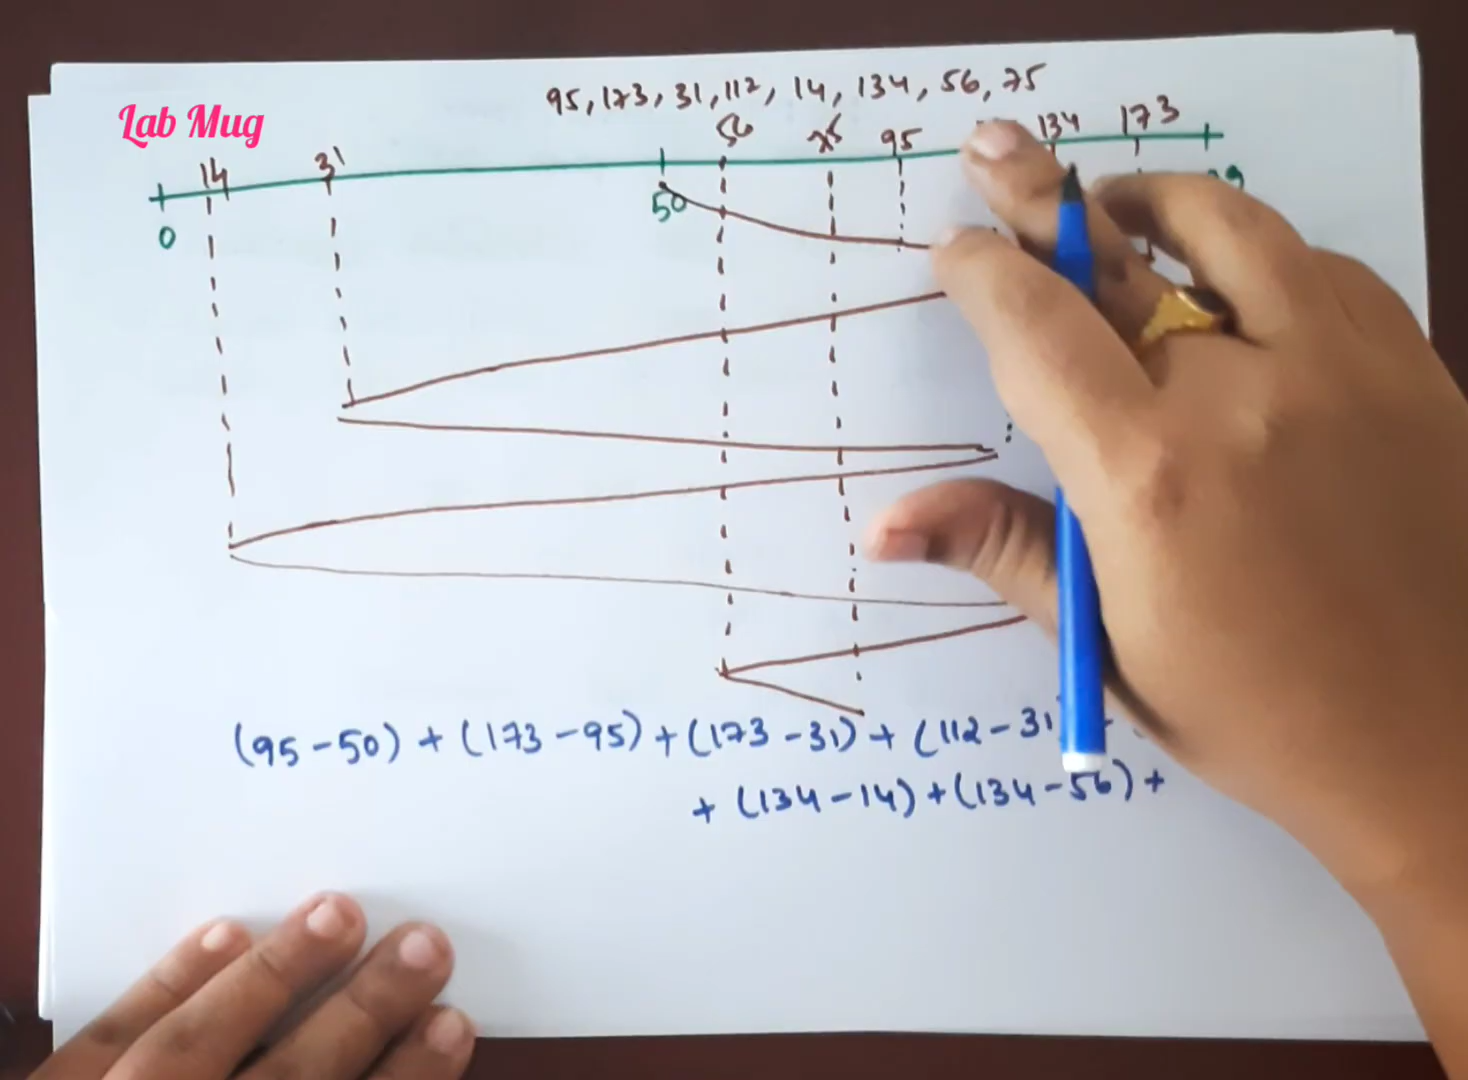 95, 173, 31, 112, 14, 134, 56, 75
Lab Mug
14 31 56 75 95 134 173
0 50
(95-50) + (173-95) + (173-31) + (112-31)
+ (134-14) + (134-56) +